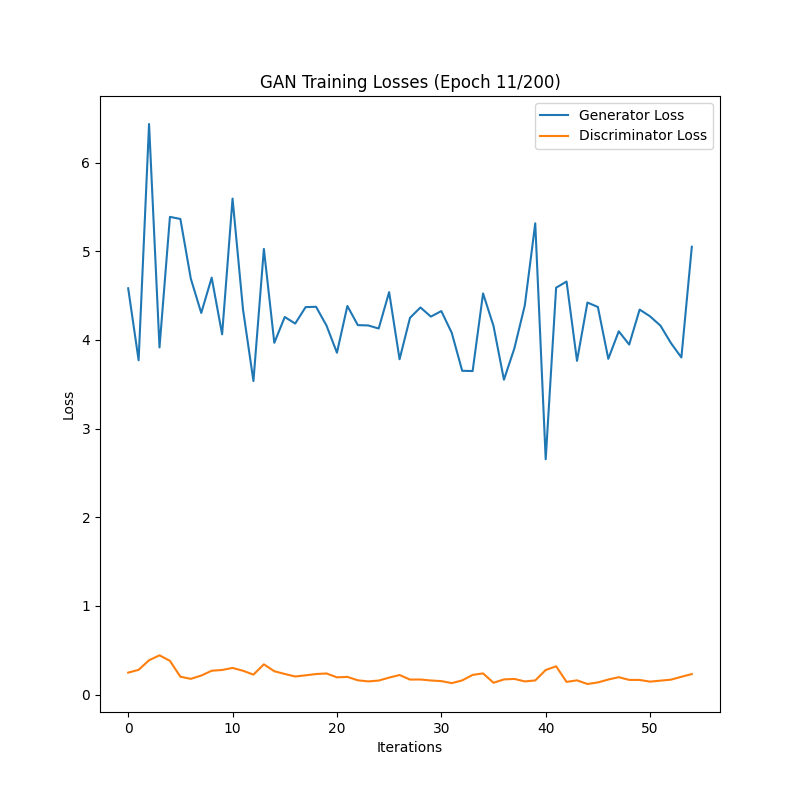 GAN Training Losses (Epoch 11/200)
Generator Loss
Discriminator Loss
6
5
4
3
2
1
0
Loss
0 10 20 30 40 50
Iterations